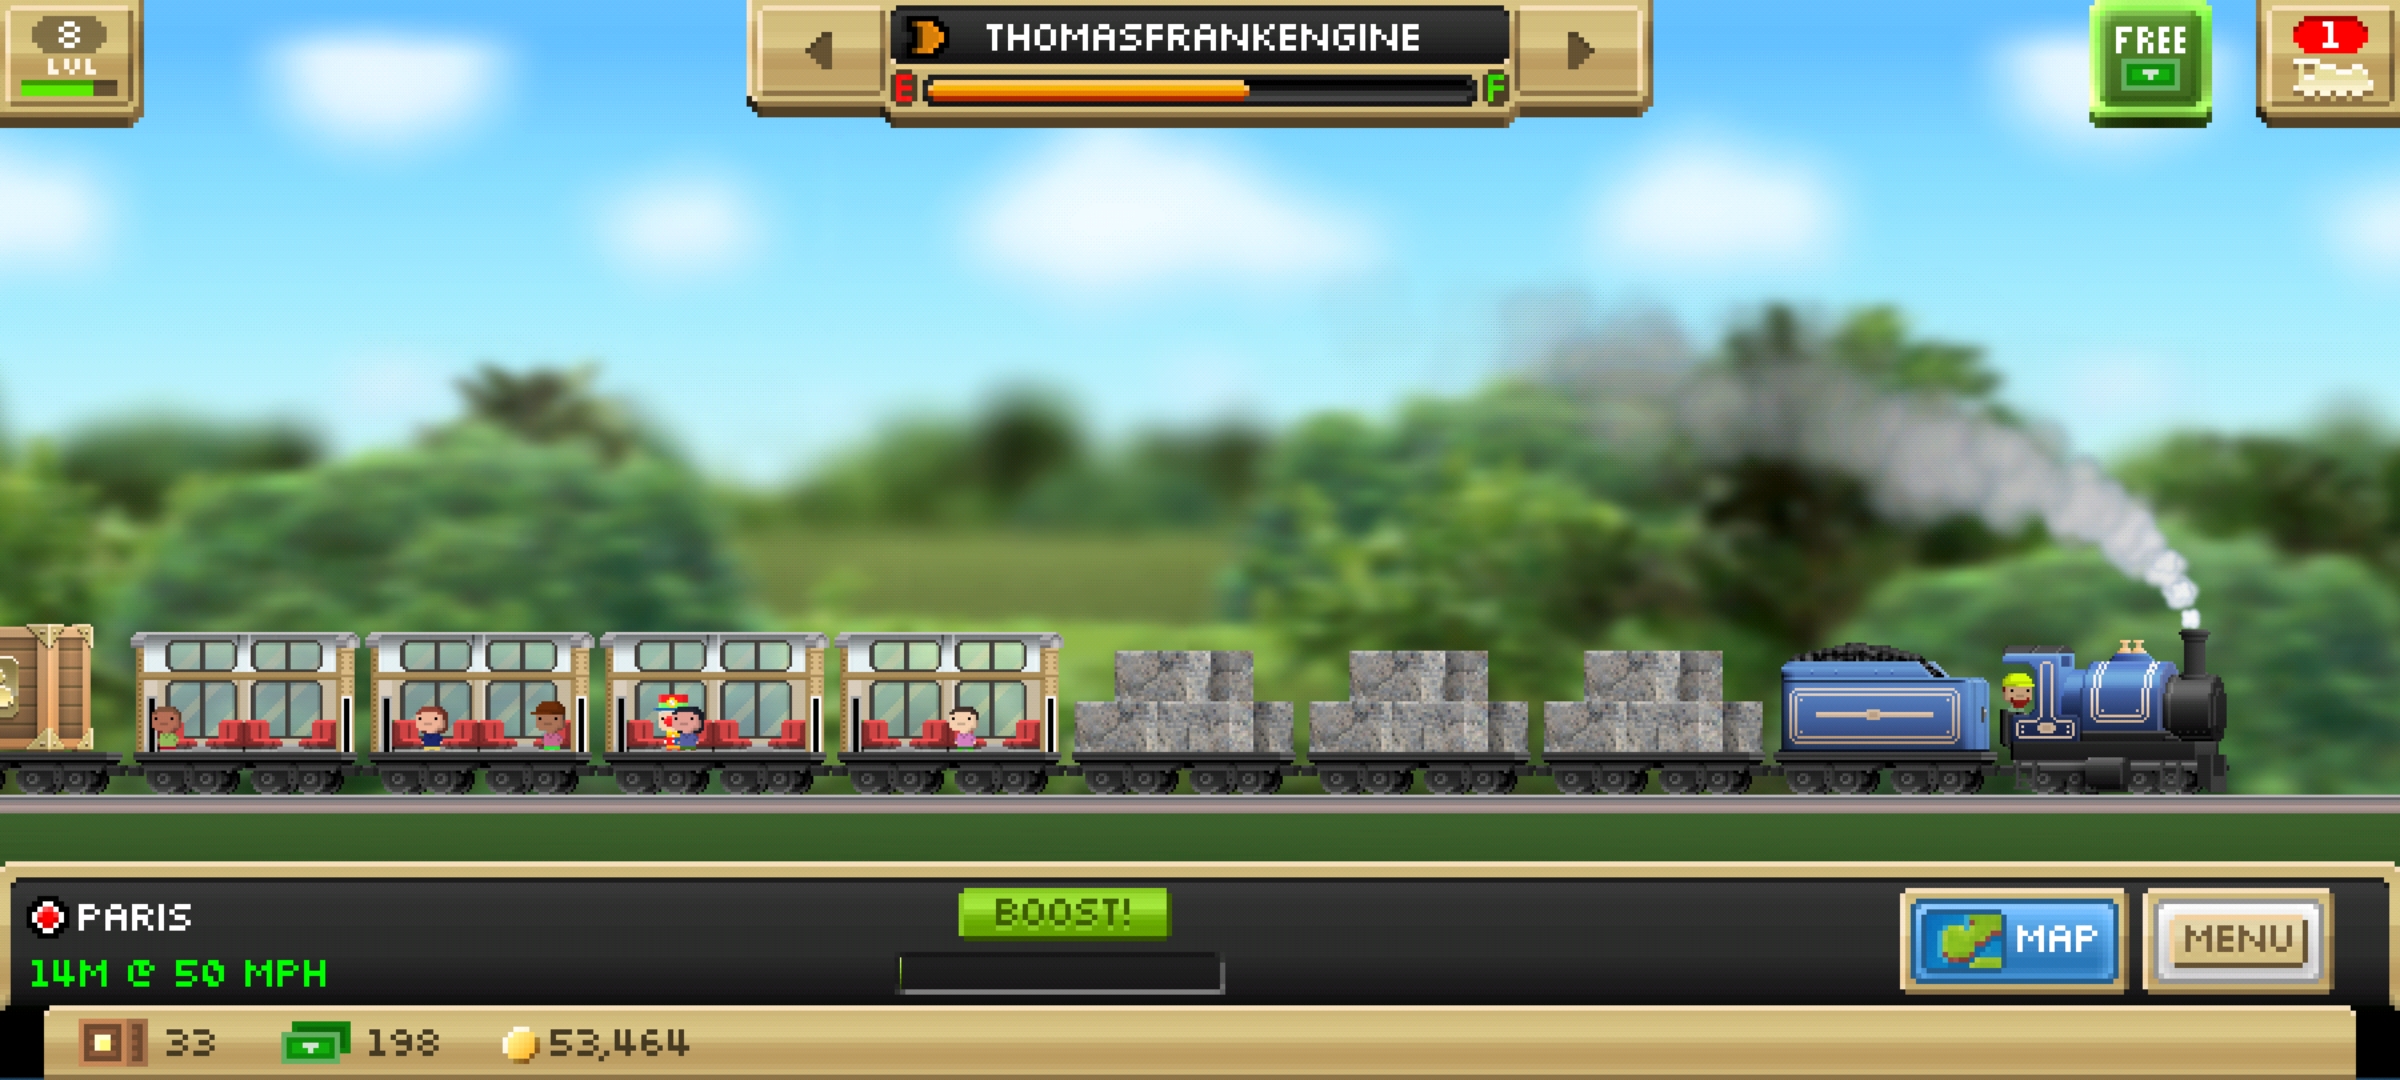 8
LVL
THOMASFRANKENGINE
E F
FREE
1
PARIS
14M @ 50 MPH
BOOST!
MAP
MENU
33
198
53,464